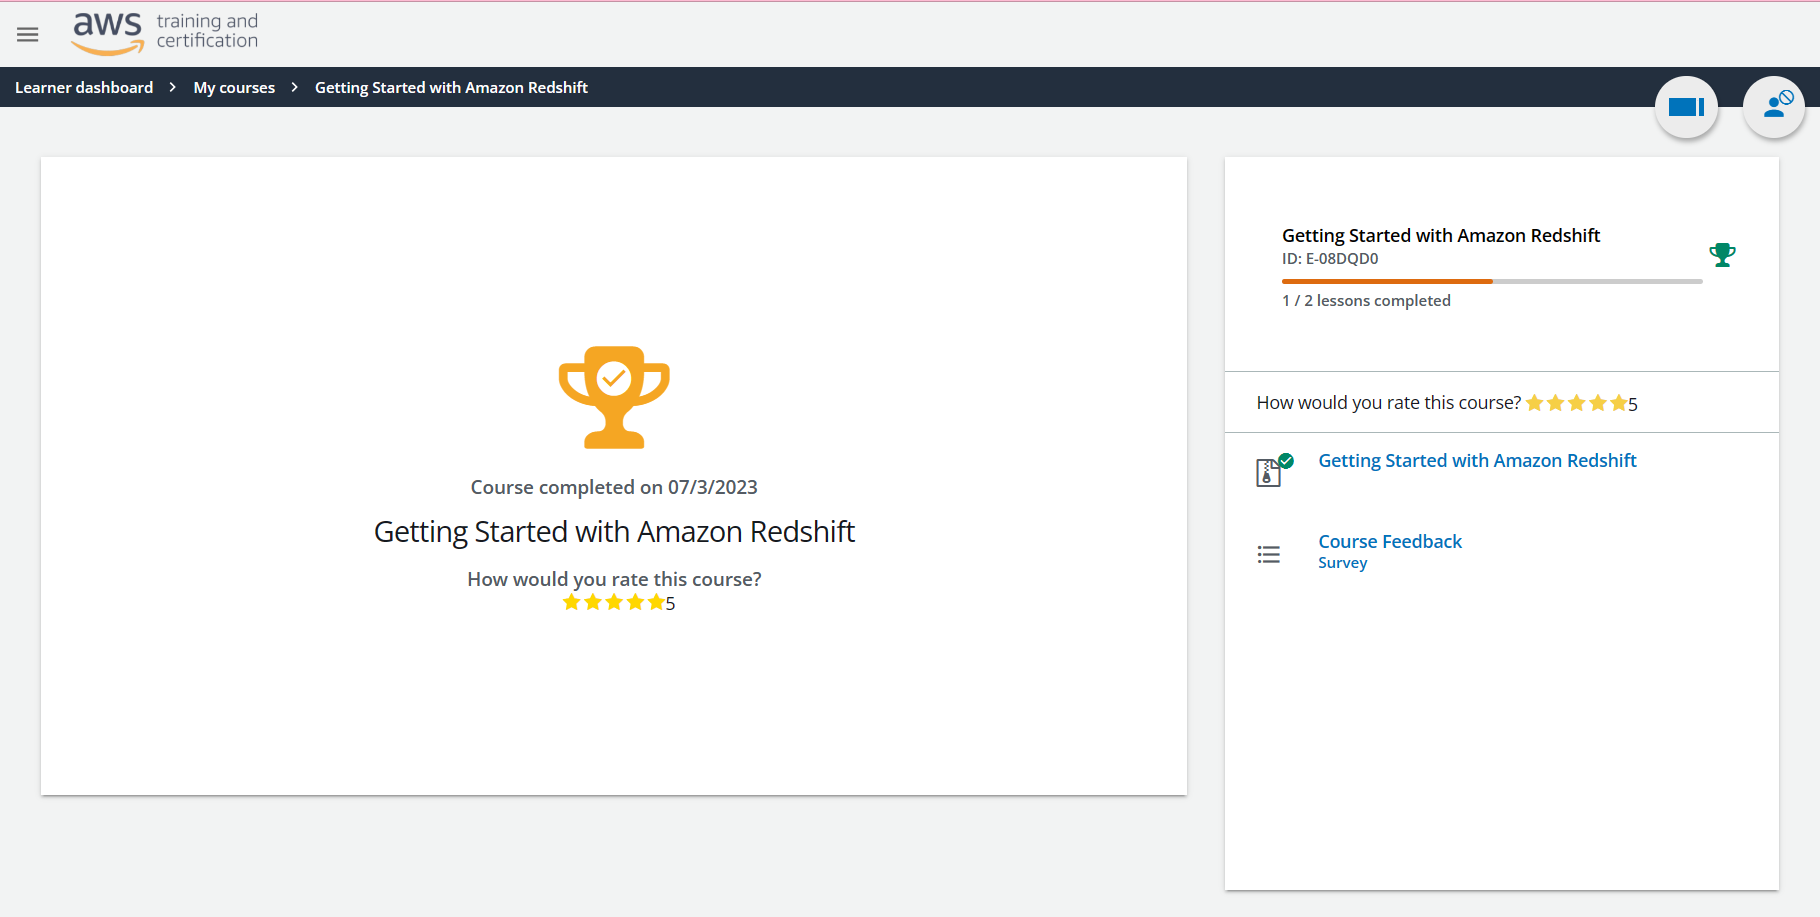 aws training and
certification
Learner dashboard > My courses > Getting Started with Amazon Redshift
Course completed on 07/3/2023
Getting Started with Amazon Redshift
How would you rate this course?
5
Getting Started with Amazon Redshift
ID: E-08DQD0
1 / 2 lessons completed
How would you rate this course? 5
Getting Started with Amazon Redshift
Course Feedback
Survey